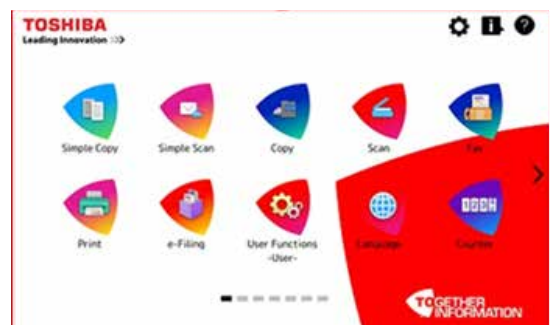 TOSHIBA
Leading Innovation >>>
Simple Copy
Simple Scan
Copy
Scan
Fax
Print
e-Filing
User Functions
-User-
Language
Counter
1234
TOGETHER
INFORMATION